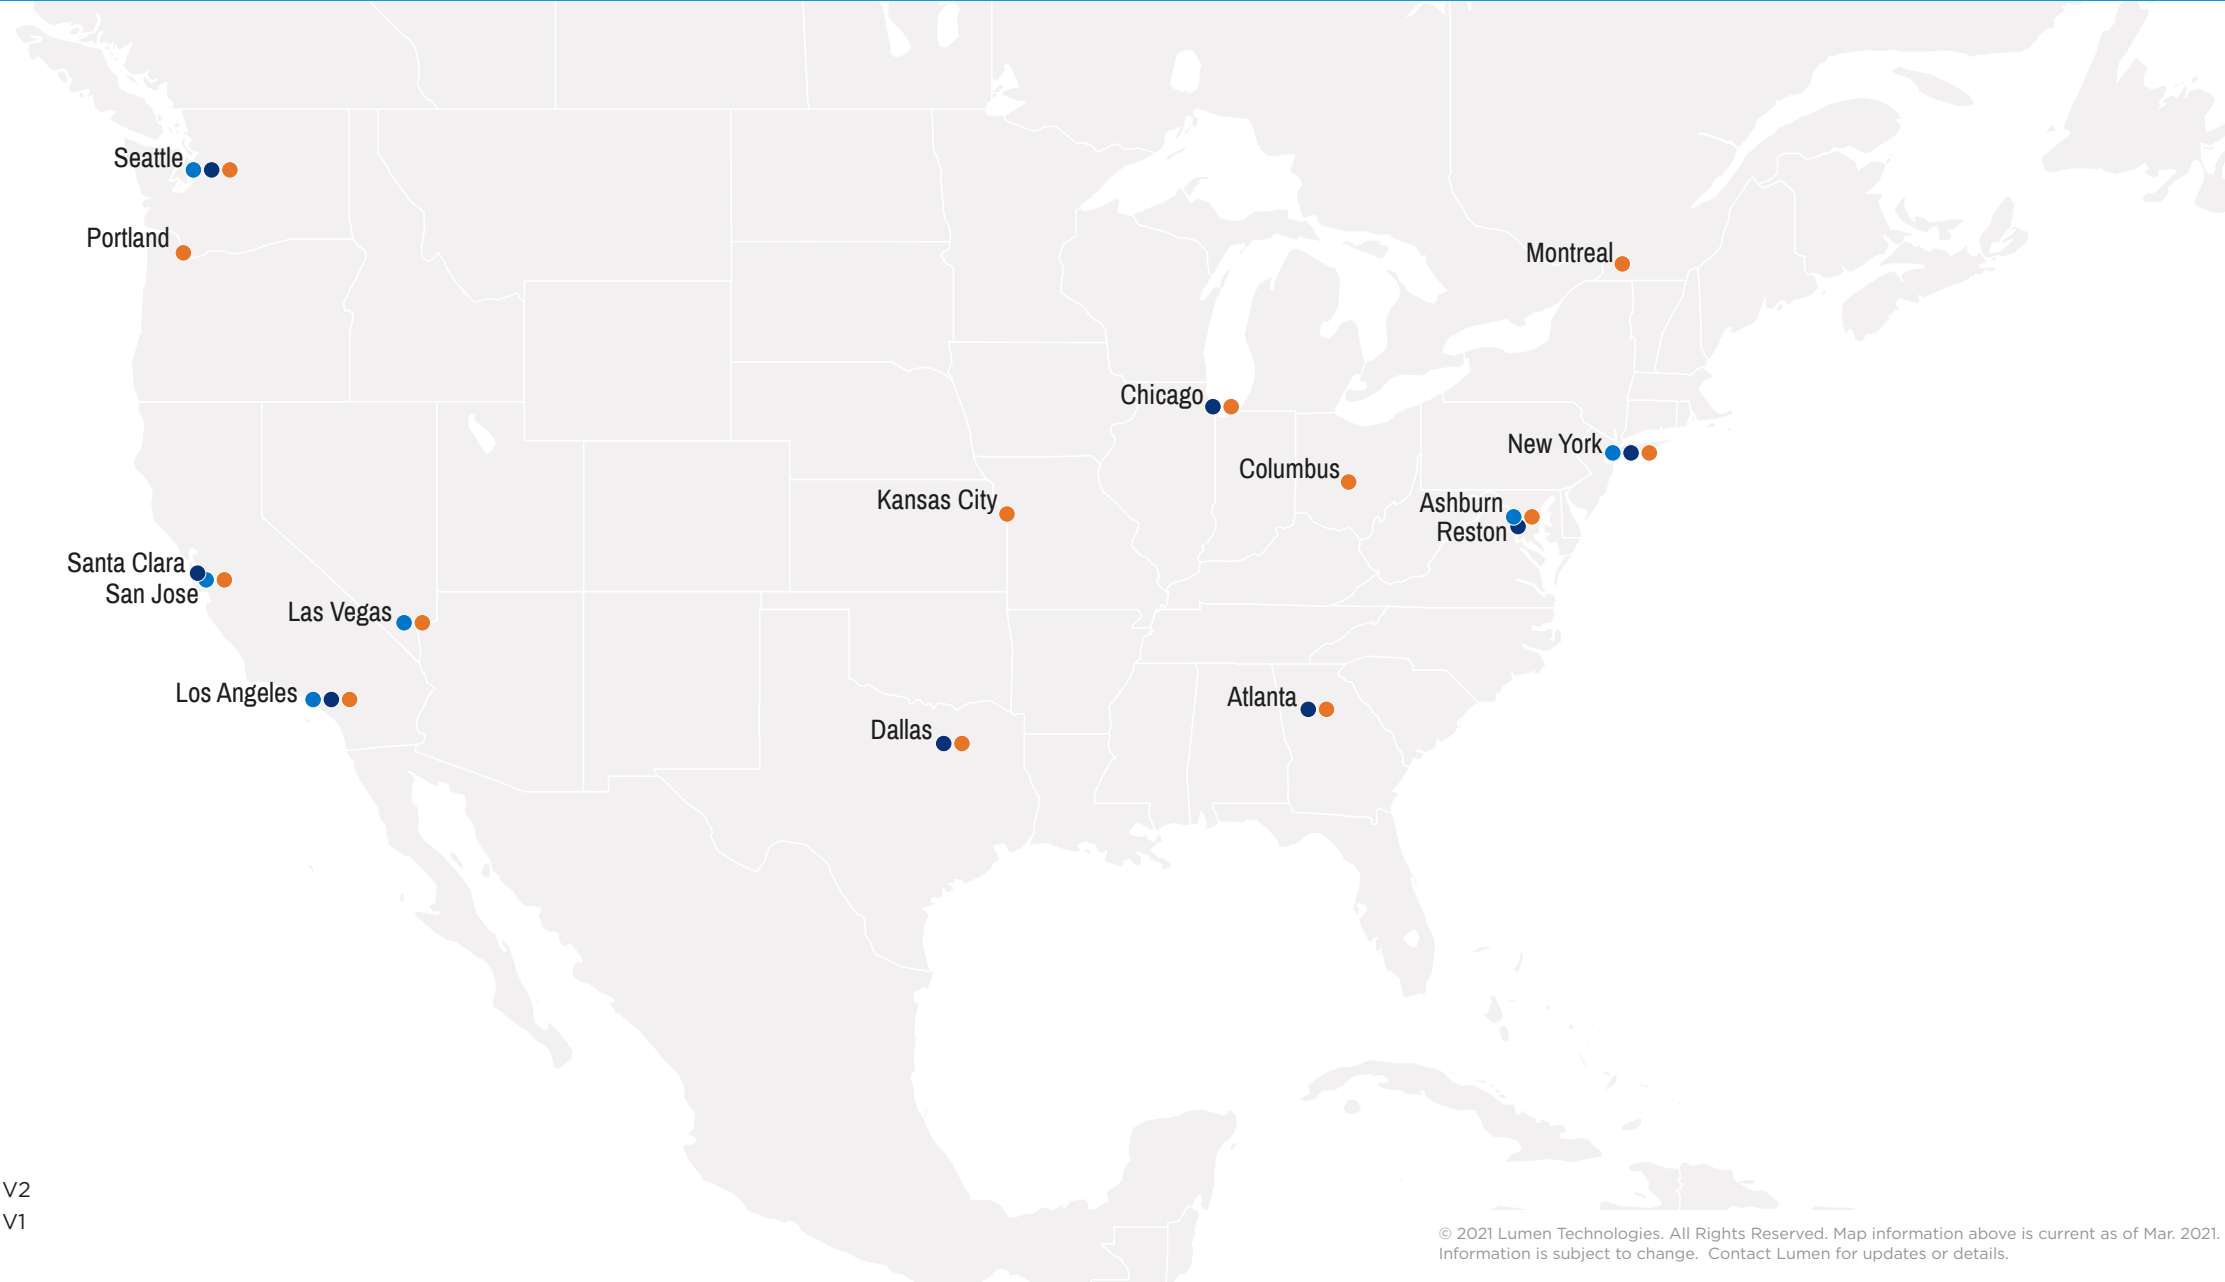 Seattle
Portland
Montreal
Chicago
New York
Columbus
Kansas City
Ashburn
Reston
Santa Clara
San Jose
Las Vegas
Los Angeles
Atlanta
Dallas
V2
V1
© 2021 Lumen Technologies. All Rights Reserved. Map information above is current as of Mar. 2021.
Information is subject to change. Contact Lumen for updates or details.